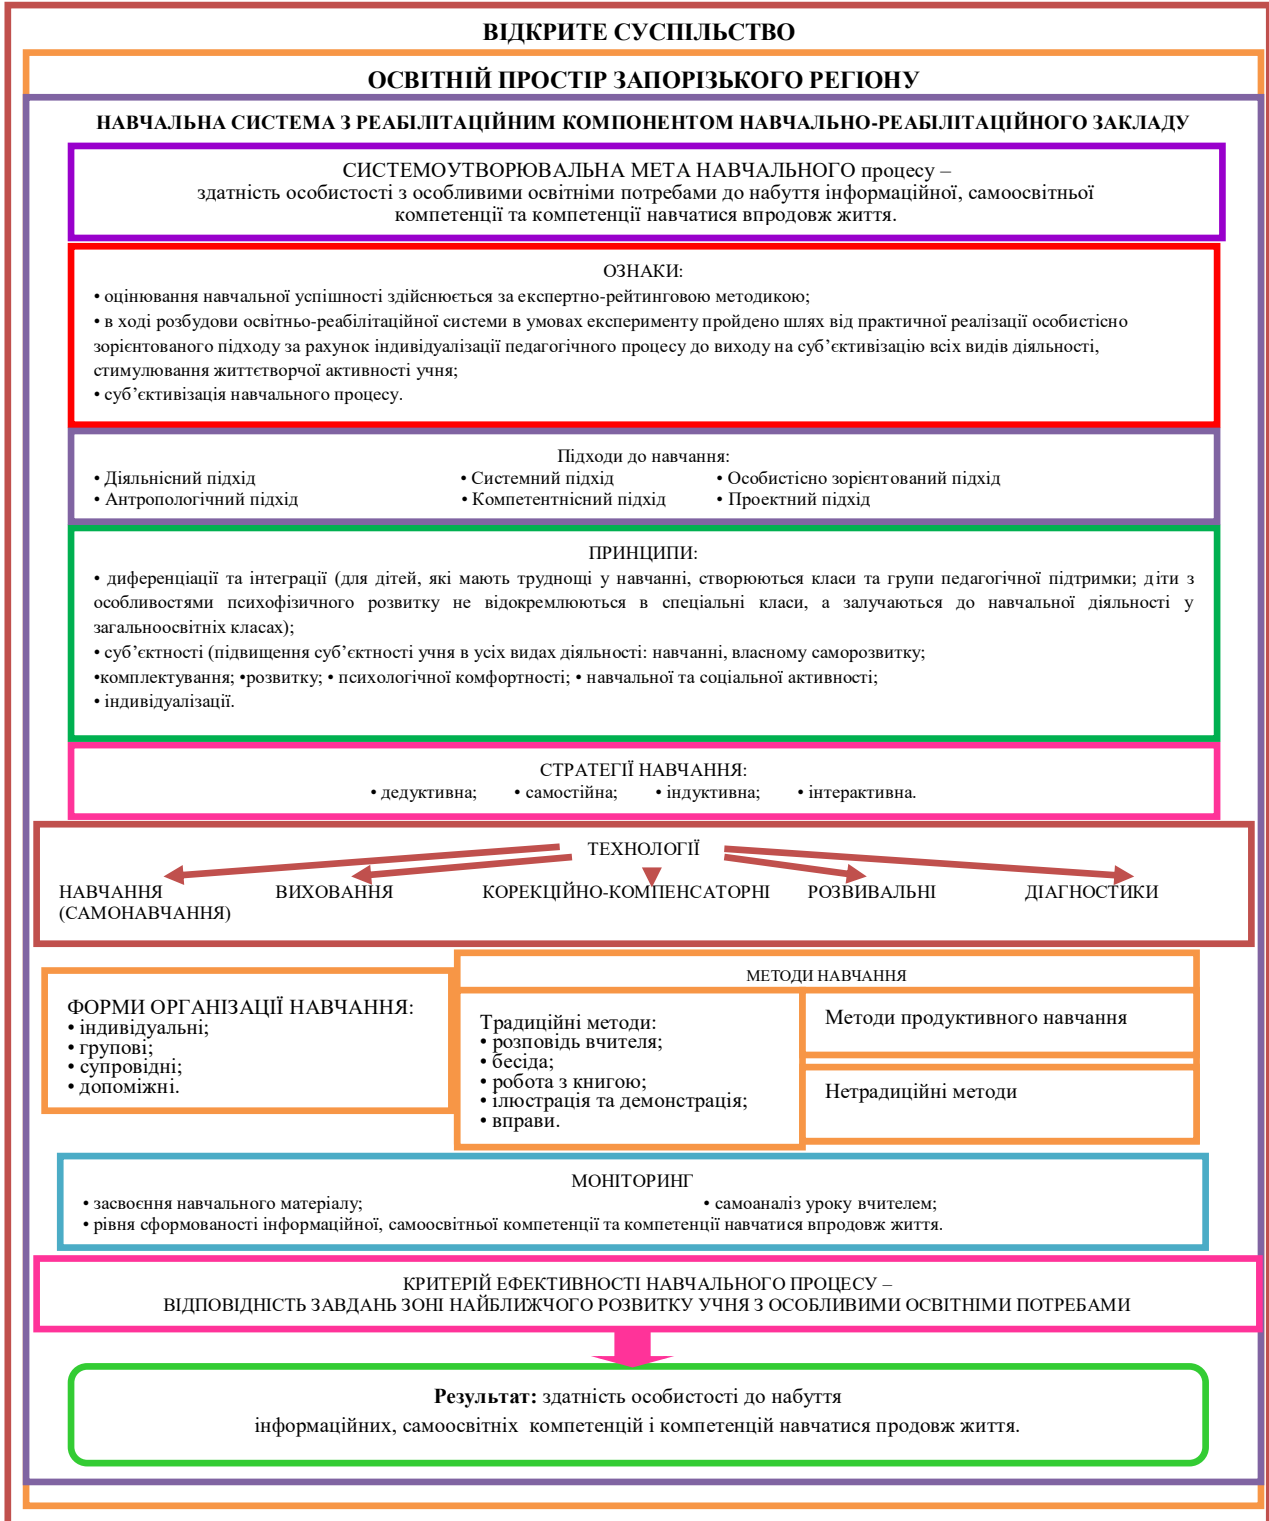 ВІДКРИТЕ СУСПІЛЬСТВО
ОСВІТНІЙ ПРОСТІР ЗАПОРІЗЬКОГО РЕГІОНУ
НАВЧАЛЬНА СИСТЕМА З РЕАБІЛІТАЦІЙНИМ КОМПОНЕНТОМ НАВЧАЛЬНО-РЕАБІЛІТАЦІЙНОГО ЗАКЛАДУ
СИСТЕМОУТВОРЮВАЛЬНА МЕТА НАВЧАЛЬНОГО процесу –
здатність особистості з особливими освітніми потребами до набуття інформаційної, самоосвітньої
компетенції та компетенції навчатися впродовж життя.
ОЗНАКИ:
• оцінювання навчальної успішності здійснюється за експертно-рейтинговою методикою;
• в ході розбудови освітньо-реабілітаційної системи в умовах експерименту пройдено шлях від практичної реалізації особистісно
зорієнтованого підходу за рахунок індивідуалізації педагогічного процесу до виходу на суб’єктивізацію всіх видів діяльності,
стимулювання життєтворчої активності учня;
• суб’єктивізація навчального процесу.
Підходи до навчання:
• Діяльнісний підхід • Системний підхід • Особистісно зорієнтований підхід
• Антропологічний підхід • Компетентнісний підхід • Проектний підхід
ПРИНЦИПИ:
• диференціації та інтеграції (для дітей, які мають труднощі у навчанні, створюються класи та групи педагогічної підтримки; діти з
особливостями психофізичного розвитку не відокремлюються в спеціальні класи, а залучаються до навчальної діяльності у
загальноосвітніх класах);
• суб’єктності (підвищення суб’єктності учня в усіх видах діяльності: навчанні, власному саморозвитку;
•комплектування; •розвитку; • психологічної комфортності; • навчальної та соціальної активності;
• індивідуалізації.
СТРАТЕГІЇ НАВЧАННЯ:
• дедуктивна; • самостійна; • індуктивна; • інтерактивна.
ТЕХНОЛОГІЇ
НАВЧАННЯ ВИХОВАННЯ КОРЕКЦІЙНО-КОМПЕНСАТОРНІ РОЗВИВАЛЬНІ ДІАГНОСТИКИ
(САМОНАВЧАННЯ)
ФОРМИ ОРГАНІЗАЦІЇ НАВЧАННЯ:
• індивідуальні;
• групові;
• супровідні;
• допоміжні.
МЕТОДИ НАВЧАННЯ
Традиційні методи:
• розповідь вчителя;
• бесіда;
• робота з книгою;
• ілюстрація та демонстрація;
• вправи.
Методи продуктивного навчання
Нетрадиційні методи
МОНІТОРИНГ
• засвоєння навчального матеріалу; • самоаналіз уроку вчителем;
• рівня сформованості інформаційної, самоосвітньої компетенції та компетенції навчатися впродовж життя.
КРИТЕРІЙ ЕФЕКТИВНОСТІ НАВЧАЛЬНОГО ПРОЦЕСУ –
ВІДПОВІДНІСТЬ ЗАВДАНЬ ЗОНІ НАЙБЛИЖЧОГО РОЗВИТКУ УЧНЯ З ОСОБЛИВИМИ ОСВІТНІМИ ПОТРЕБАМИ
Результат: здатність особистості до набуття
інформаційних, самоосвітніх компетенцій і компетенцій навчатися продовж життя.